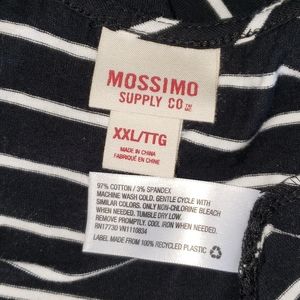 MOSSIMO
SUPPLY CO.™
MC
XXL/TTG
MADE IN CHINA
FABRIQUÉ EN CHINE
97% COTTON / 3% SPANDEX
MACHINE WASH COLD. GENTLE CYCLE WITH
SIMILAR COLORS. ONLY NON-CHLORINE BLEACH
WHEN NEEDED. TUMBLE DRY LOW.
REMOVE PROMPTLY. COOL IRON WHEN NEEDED.
RN17730 VN1110834
LABEL MADE FROM 100% RECYCLED PLASTIC